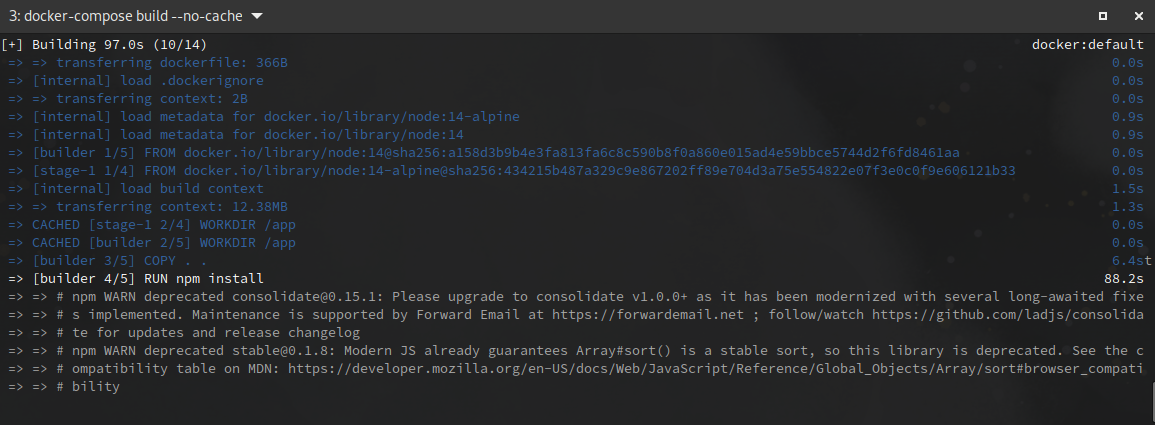 3: docker-compose build --no-cache
[+] Building 97.0s (10/14) docker:default
=> => transferring dockerfile: 366B 0.0s
=> [internal] load .dockerignore 0.0s
=> => transferring context: 2B 0.0s
=> [internal] load metadata for docker.io/library/node:14-alpine 0.9s
=> [internal] load metadata for docker.io/library/node:14 0.9s
=> [builder 1/5] FROM docker.io/library/node:14@sha256:a158d3b9b4e3fa813fa6c8c590b8f0a860e015ad4e59bbce5744d2f6fd8461aa 0.0s
=> [stage-1 1/4] FROM docker.io/library/node:14-alpine@sha256:434215b487a329c9e867202ff89e704d3a75e554822e07f3e0c0f9e606121b33 0.0s
=> [internal] load build context 1.5s
=> => transferring context: 12.38MB 1.3s
=> CACHED [stage-1 2/4] WORKDIR /app 0.0s
=> CACHED [builder 2/5] WORKDIR /app 0.0s
=> [builder 3/5] COPY . . 6.4st
=> [builder 4/5] RUN npm install 88.2s
=> => # npm WARN deprecated consolidate@0.15.1: Please upgrade to consolidate v1.0.0+ as it has been modernized with several long-awaited fixe
=> => # s implemented. Maintenance is supported by Forward Email at https://forwardemail.net ; follow/watch https://github.com/ladjs/consolida
=> => # te for updates and release changelog
=> => # npm WARN deprecated stable@0.1.8: Modern JS already guarantees Array#sort() is a stable sort, so this library is deprecated. See the c
=> => # ompatibility table on MDN: https://developer.mozilla.org/en-US/docs/Web/JavaScript/Reference/Global_Objects/Array/sort#browser_compati
=> => # bility